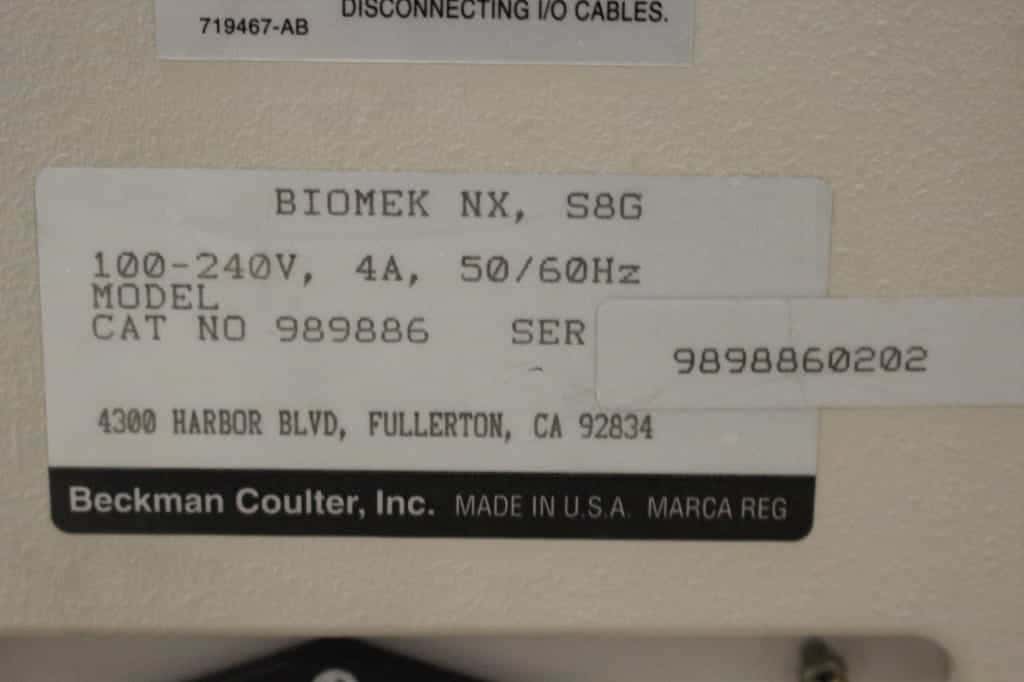 DISCONNECTING I/O CABLES.
719467-AB
BIOMEK NX, S8G
100-240V, 4A, 50/60Hz
MODEL
CAT NO 989886 SER
9898860202
4300 HARBOR BLVD, FULLERTON, CA 92834
Beckman Coulter, Inc. MADE IN U.S.A. MARCA REG